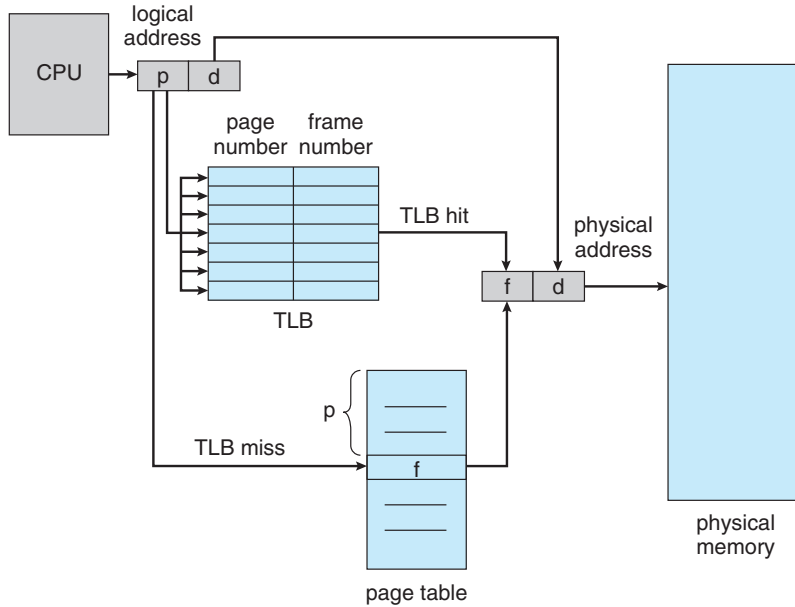 logical
address
CPU
p
d
page
number
frame
number
TLB hit
physical
address
f
d
TLB
p
TLB miss
f
physical
memory
page table